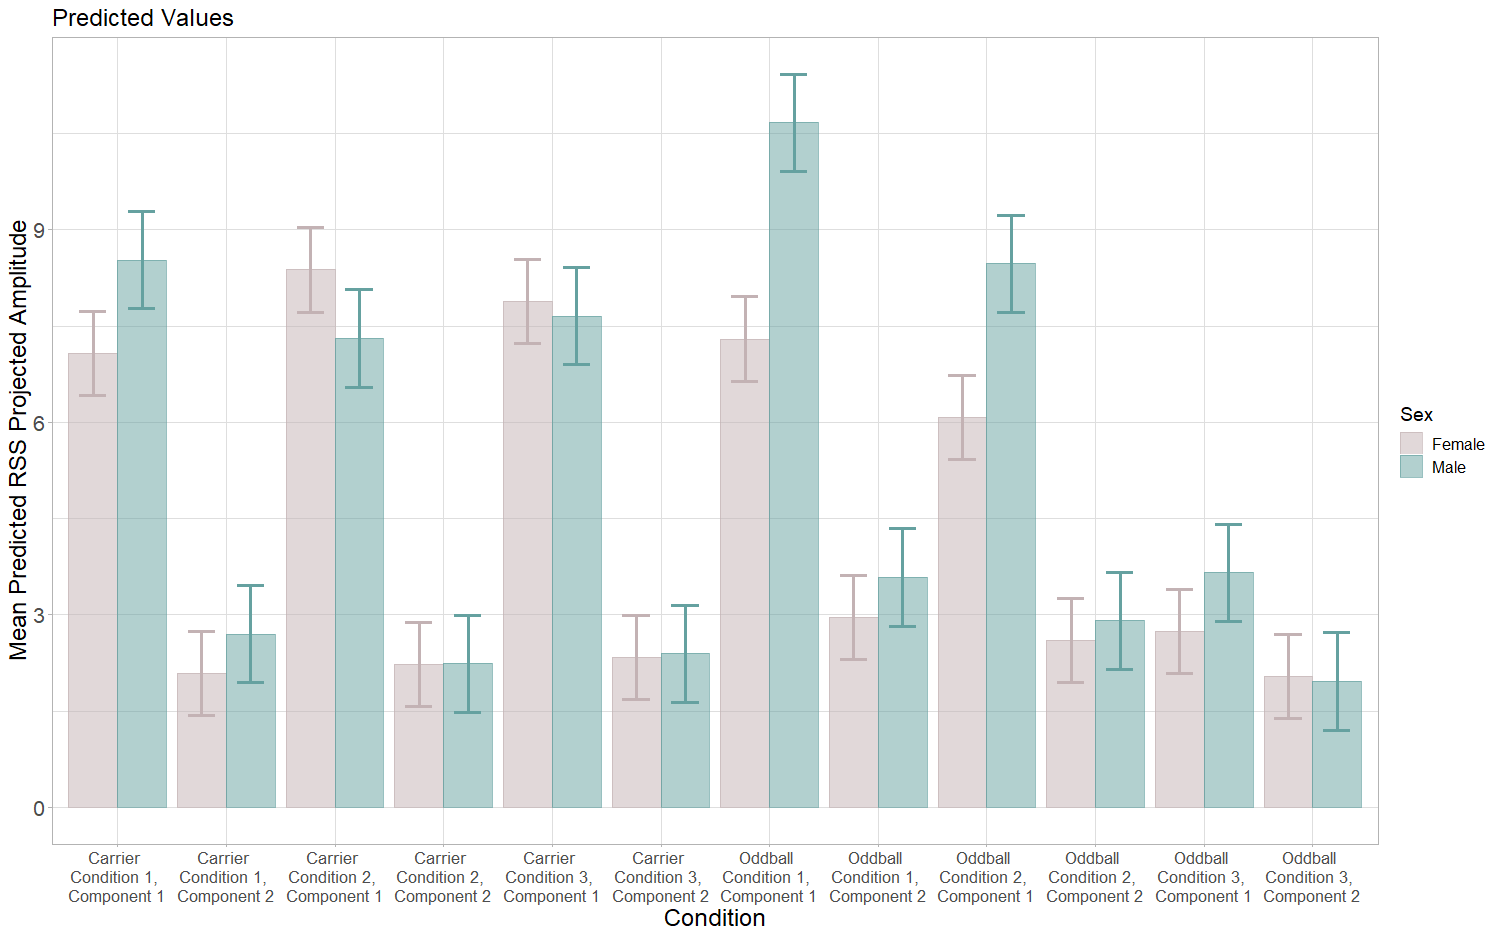 Predicted Values
Mean Predicted RSS Projected Amplitude
9
6
3
0
Carrier
Condition 1,
Component 1
Carrier
Condition 1,
Component 2
Carrier
Condition 2,
Component 1
Carrier
Condition 2,
Component 2
Carrier
Condition 3,
Component 1
Carrier
Condition 3,
Component 2
Oddball
Condition 1,
Component 1
Oddball
Condition 1,
Component 2
Oddball
Condition 2,
Component 1
Oddball
Condition 2,
Component 2
Oddball
Condition 3,
Component 1
Oddball
Condition 3,
Component 2
Condition
Sex
Female
Male